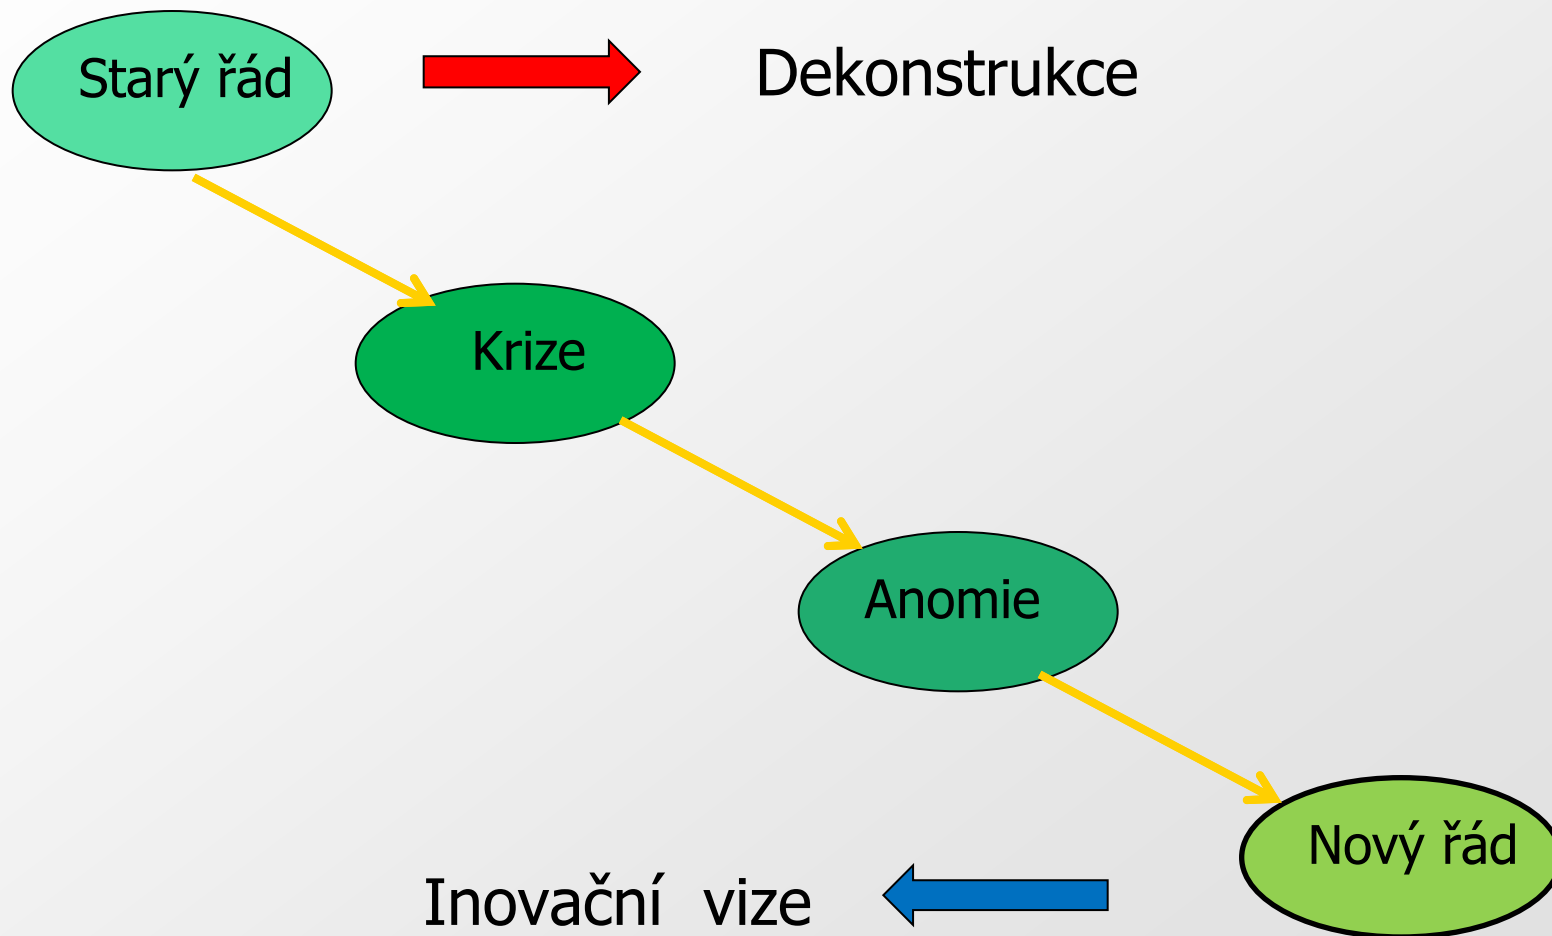 Starý řád
Dekonstrukce
Krize
Anomie
Nový řád
Inovační vize